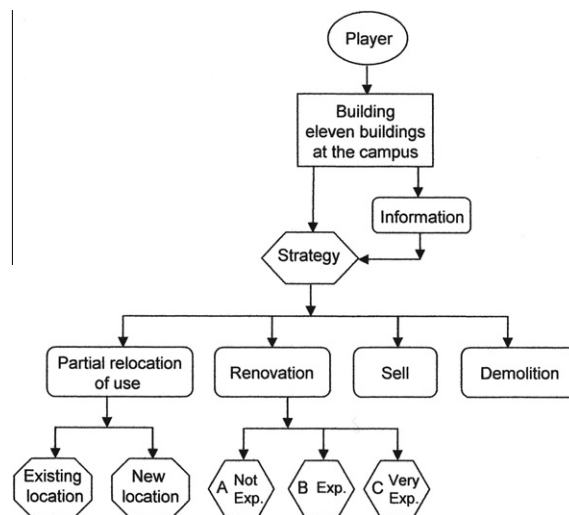 Player
Building
eleven buildings
at the campus
Information
Strategy
Partial relocation
of use
Renovation
Sell
Demolition
Existing
location
New
location
A Not
Exp.
B Exp.
C Very
Exp.